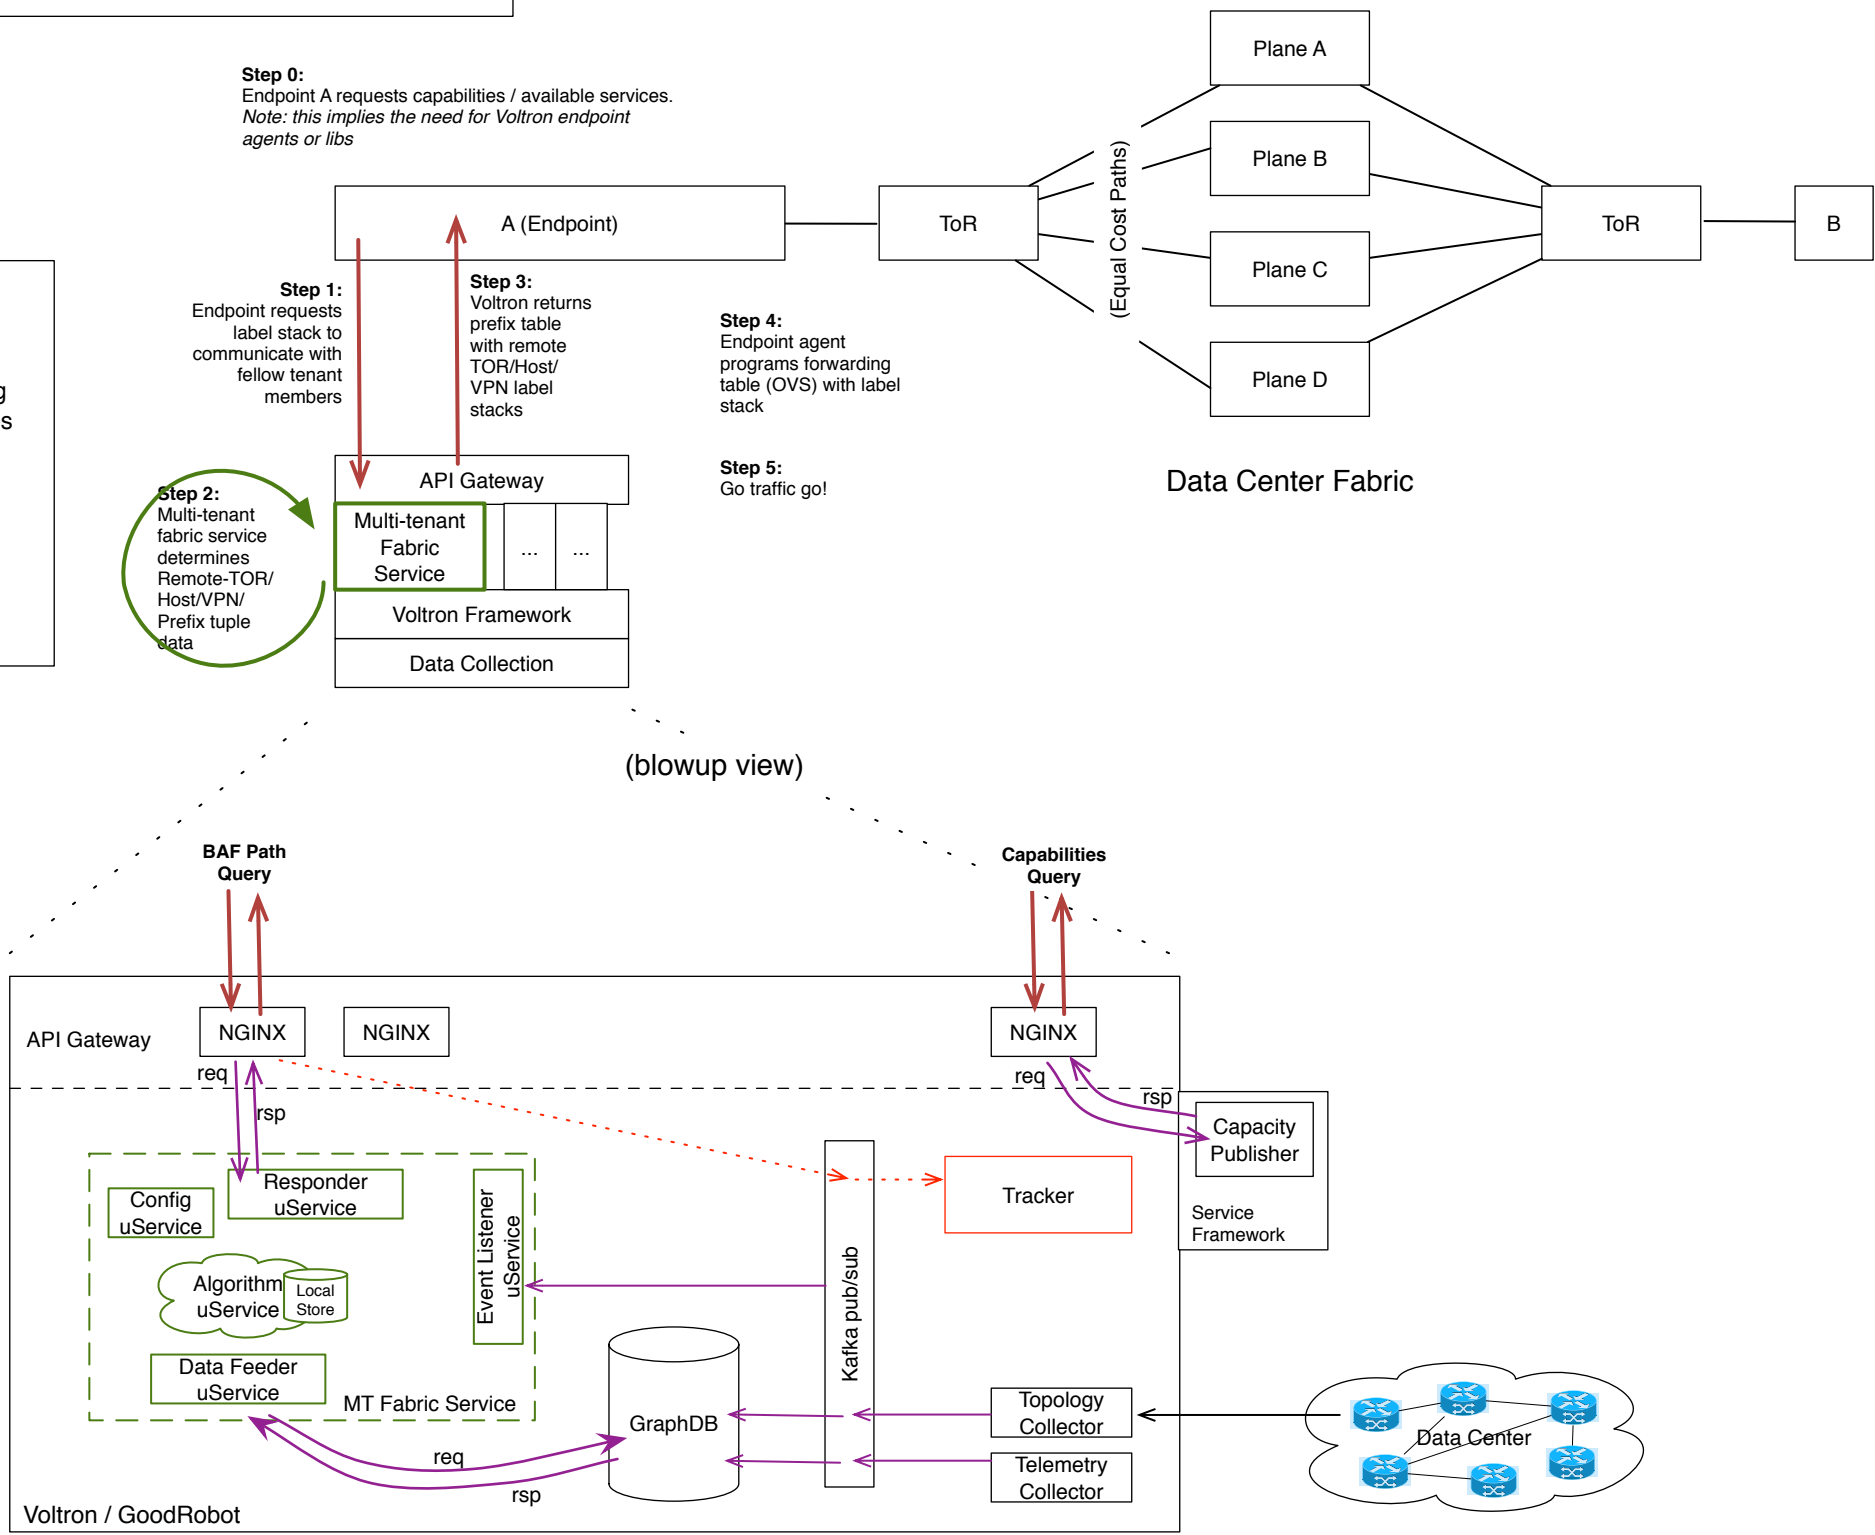 Step 0:
Endpoint A requests capabilities / available services.
Note: this implies the need for Voltron endpoint
agents or libs
Plane A
Plane B
Plane C
Plane D
(Equal Cost Paths)
A (Endpoint)
ToR
ToR
B
Step 1:
Endpoint requests
label stack to
communicate with
fellow tenant
members
Step 3:
Voltron returns
prefix table
with remote
TOR/Host/
VPN label
stacks
Step 4:
Endpoint agent
programs forwarding
table (OVS) with label
stack
Step 5:
Go traffic go!
Data Center Fabric
g
s
Step 2:
Multi-tenant
fabric service
determines
Remote-TOR/
Host/VPN/
Prefix tuple
data
API Gateway
Multi-tenant
Fabric
Service
...
...
Voltron Framework
Data Collection
(blowup view)
BAF Path
Query
Capabilities
Query
API Gateway
NGINX
NGINX
NGINX
req
rsp
req
rsp
Capacity
Publisher
Service
Framework
Config
uService
Responder
uService
Event Listener
uService
Algorithm
uService
Local
Store
Data Feeder
uService
MT Fabric Service
Kafka pub/sub
Tracker
GraphDB
req
rsp
Topology
Collector
Telemetry
Collector
Data Center
Voltron / GoodRobot